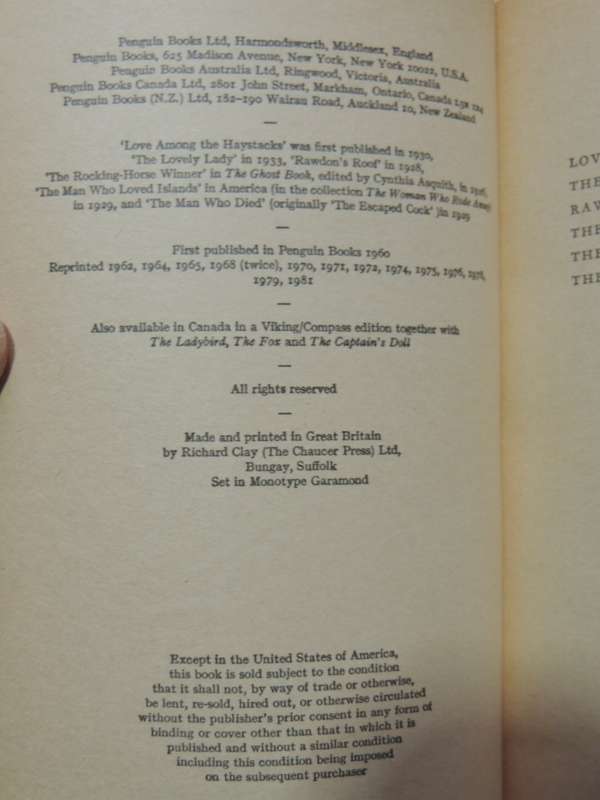 Penguin Books Ltd, Harmondsworth, Middlesex, England
Penguin Books, 625 Madison Avenue, New York, New York 10022, U.S.A.
Penguin Books Australia Ltd, Ringwood, Victoria, Australia
Penguin Books Canada Ltd, 2801 John Street, Markham, Ontario, Canada L3R 1B4
Penguin Books (N.Z.) Ltd, 182–190 Wairau Road, Auckland 10, New Zealand
—
'Love Among the Haystacks' was first published in 1930,
'The Lovely Lady' in 1933, 'Rawdon's Roof' in 1928,
'The Rocking-Horse Winner' in The Ghost Book, edited by Cynthia Asquith, in 1926,
'The Man Who Loved Islands' in America (in the collection The Woman Who Rode Away)
in 1929, and 'The Man Who Died' (originally 'The Escaped Cock' )in 1929
—
First published in Penguin Books 1960
Reprinted 1962, 1964, 1965, 1968 (twice), 1970, 1971, 1972, 1974, 1975, 1976, 1978,
1979, 1981
—
Also available in Canada in a Viking/Compass edition together with
The Ladybird, The Fox and The Captain's Doll
—
All rights reserved
—
Made and printed in Great Britain
by Richard Clay (The Chaucer Press) Ltd,
Bungay, Suffolk
Set in Monotype Garamond
Except in the United States of America,
this book is sold subject to the condition
that it shall not, by way of trade or otherwise,
be lent, re-sold, hired out, or otherwise circulated
without the publisher's prior consent in any form of
binding or cover other than that in which it is
published and without a similar condition
including this condition being imposed
on the subsequent purchaser
LOV
THE
RAW
THE
THE
THE